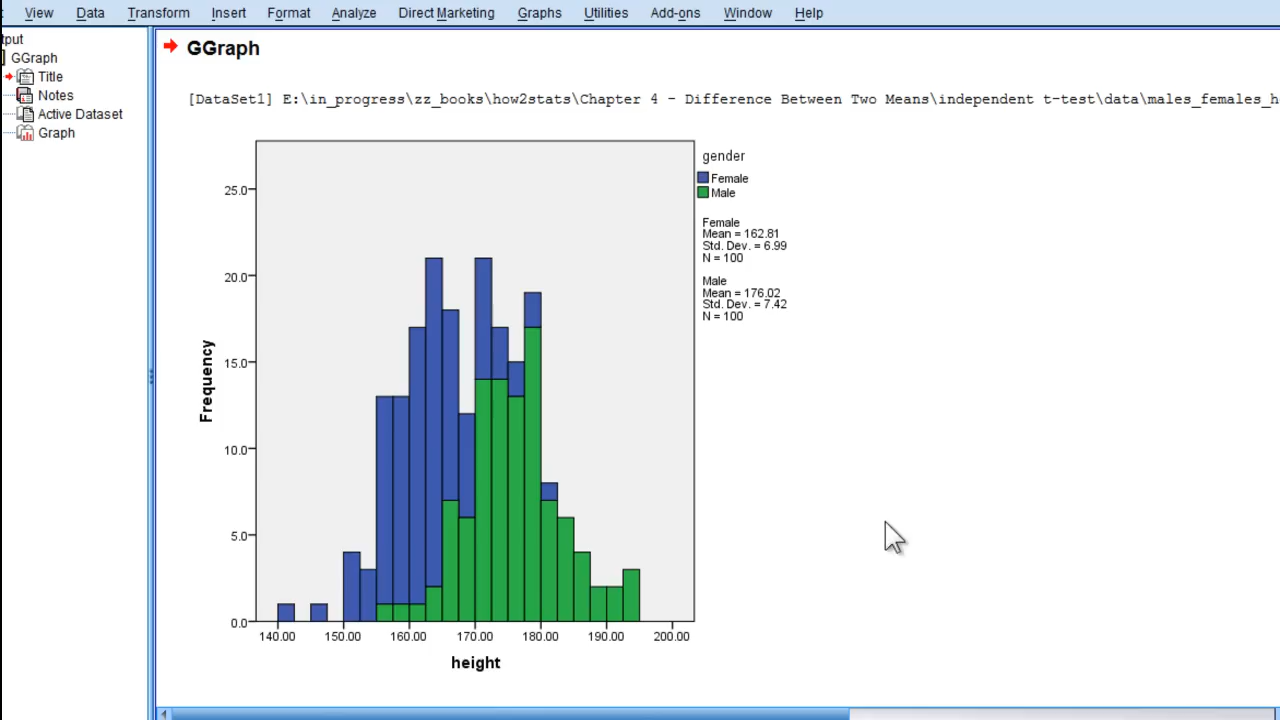 View Data Transform Insert Format Analyze Direct Marketing Graphs Utilities Add-ons Window Help
tput
GGraph
Title
Notes
Active Dataset
Graph
GGraph
[DataSet1] E:\in_progress\zz_books\how2stats\Chapter 4 - Difference Between Two Means\independent t-test\data\males_females_h
gender
Female
Male
Female
Mean = 162.81
Std. Dev. = 6.99
N = 100
Male
Mean = 176.02
Std. Dev. = 7.42
N = 100
25.0
20.0
15.0
10.0
5.0
0.0
Frequency
140.00 150.00 160.00 170.00 180.00 190.00 200.00
height